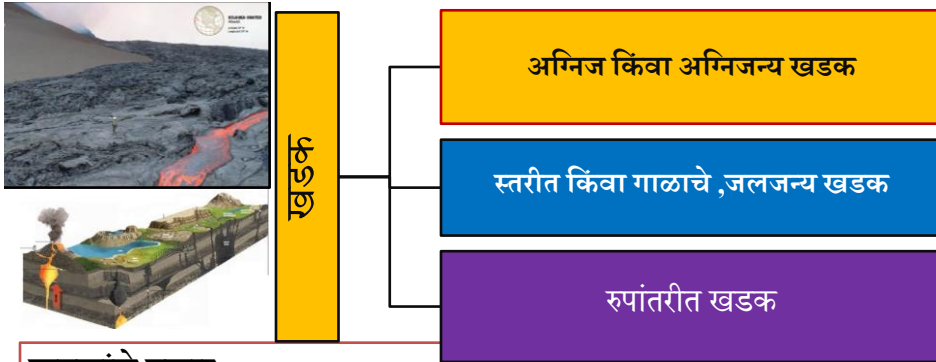 खडक
अग्निज किंवा अग्निजन्य खडक
स्तरीत किंवा गाळाचे ,जलजन्य खडक
रुपांतरीत खडक